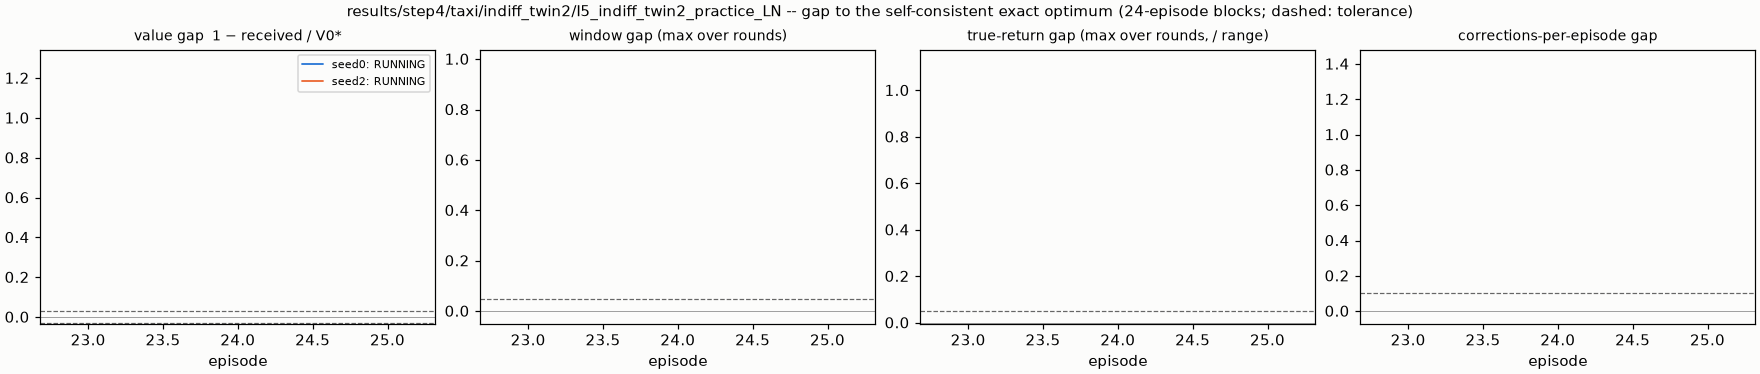 results/step4/taxi/indiff_twin2/I5_indiff_twin2_practice_LN -- gap to the self-consistent exact optimum (24-episode blocks; dashed: tolerance)
value gap 1 − received / V0*
seed0: RUNNING
seed2: RUNNING
1.2
1.0
0.8
0.6
0.4
0.2
0.0
23.0 23.5 24.0 24.5 25.0
episode
window gap (max over rounds)
1.0
0.8
0.6
0.4
0.2
0.0
23.0 23.5 24.0 24.5 25.0
episode
true-return gap (max over rounds, / range)
1.0
0.8
0.6
0.4
0.2
0.0
23.0 23.5 24.0 24.5 25.0
episode
corrections-per-episode gap
1.4
1.2
1.0
0.8
0.6
0.4
0.2
0.0
23.0 23.5 24.0 24.5 25.0
episode